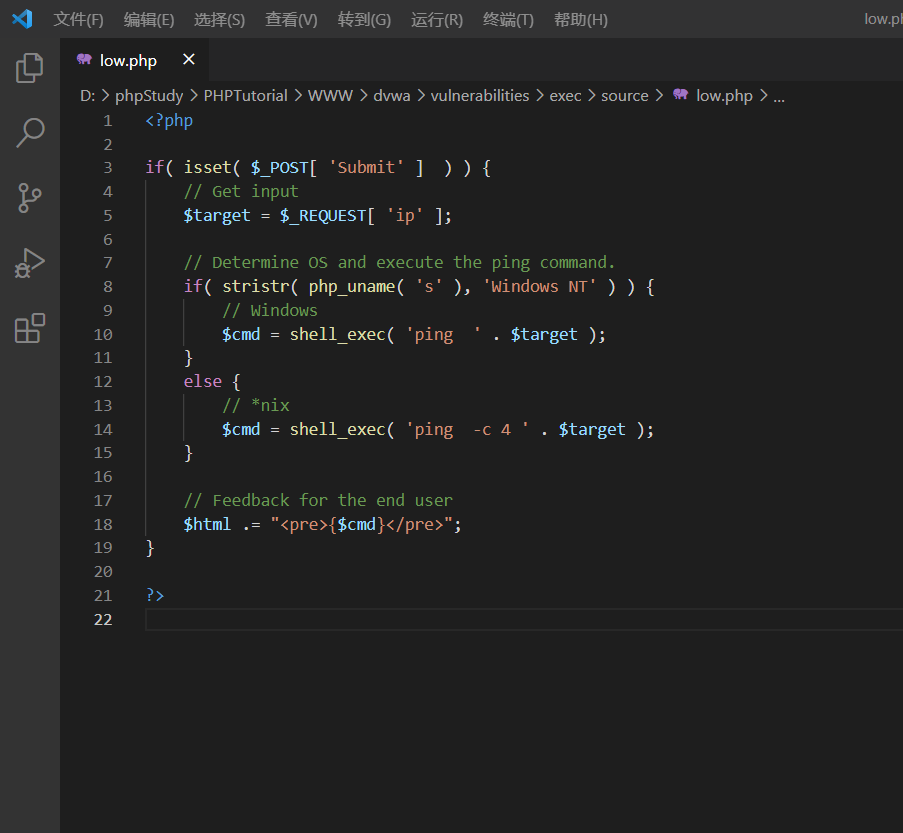 文件(F) 编辑(E) 选择(S) 查看(V) 转到(G) 运行(R) 终端(T) 帮助(H) low.p
low.php ×
D: > phpStudy > PHPTutorial > WWW > dvwa > vulnerabilities > exec > source > low.php > ...
1 <?php
2
3 if( isset( $_POST[ 'Submit' ]  ) ) {
4     // Get input
5     $target = $_REQUEST[ 'ip' ];
6
7     // Determine OS and execute the ping command.
8     if( stristr( php_uname( 's' ), 'Windows NT' ) ) {
9         // Windows
10         $cmd = shell_exec( 'ping  ' . $target );
11     }
12     else {
13         // *nix
14         $cmd = shell_exec( 'ping  -c 4 ' . $target );
15     }
16
17     // Feedback for the end user
18     $html .= "<pre>{$cmd}</pre>";
19 }
20
21 ?>
22